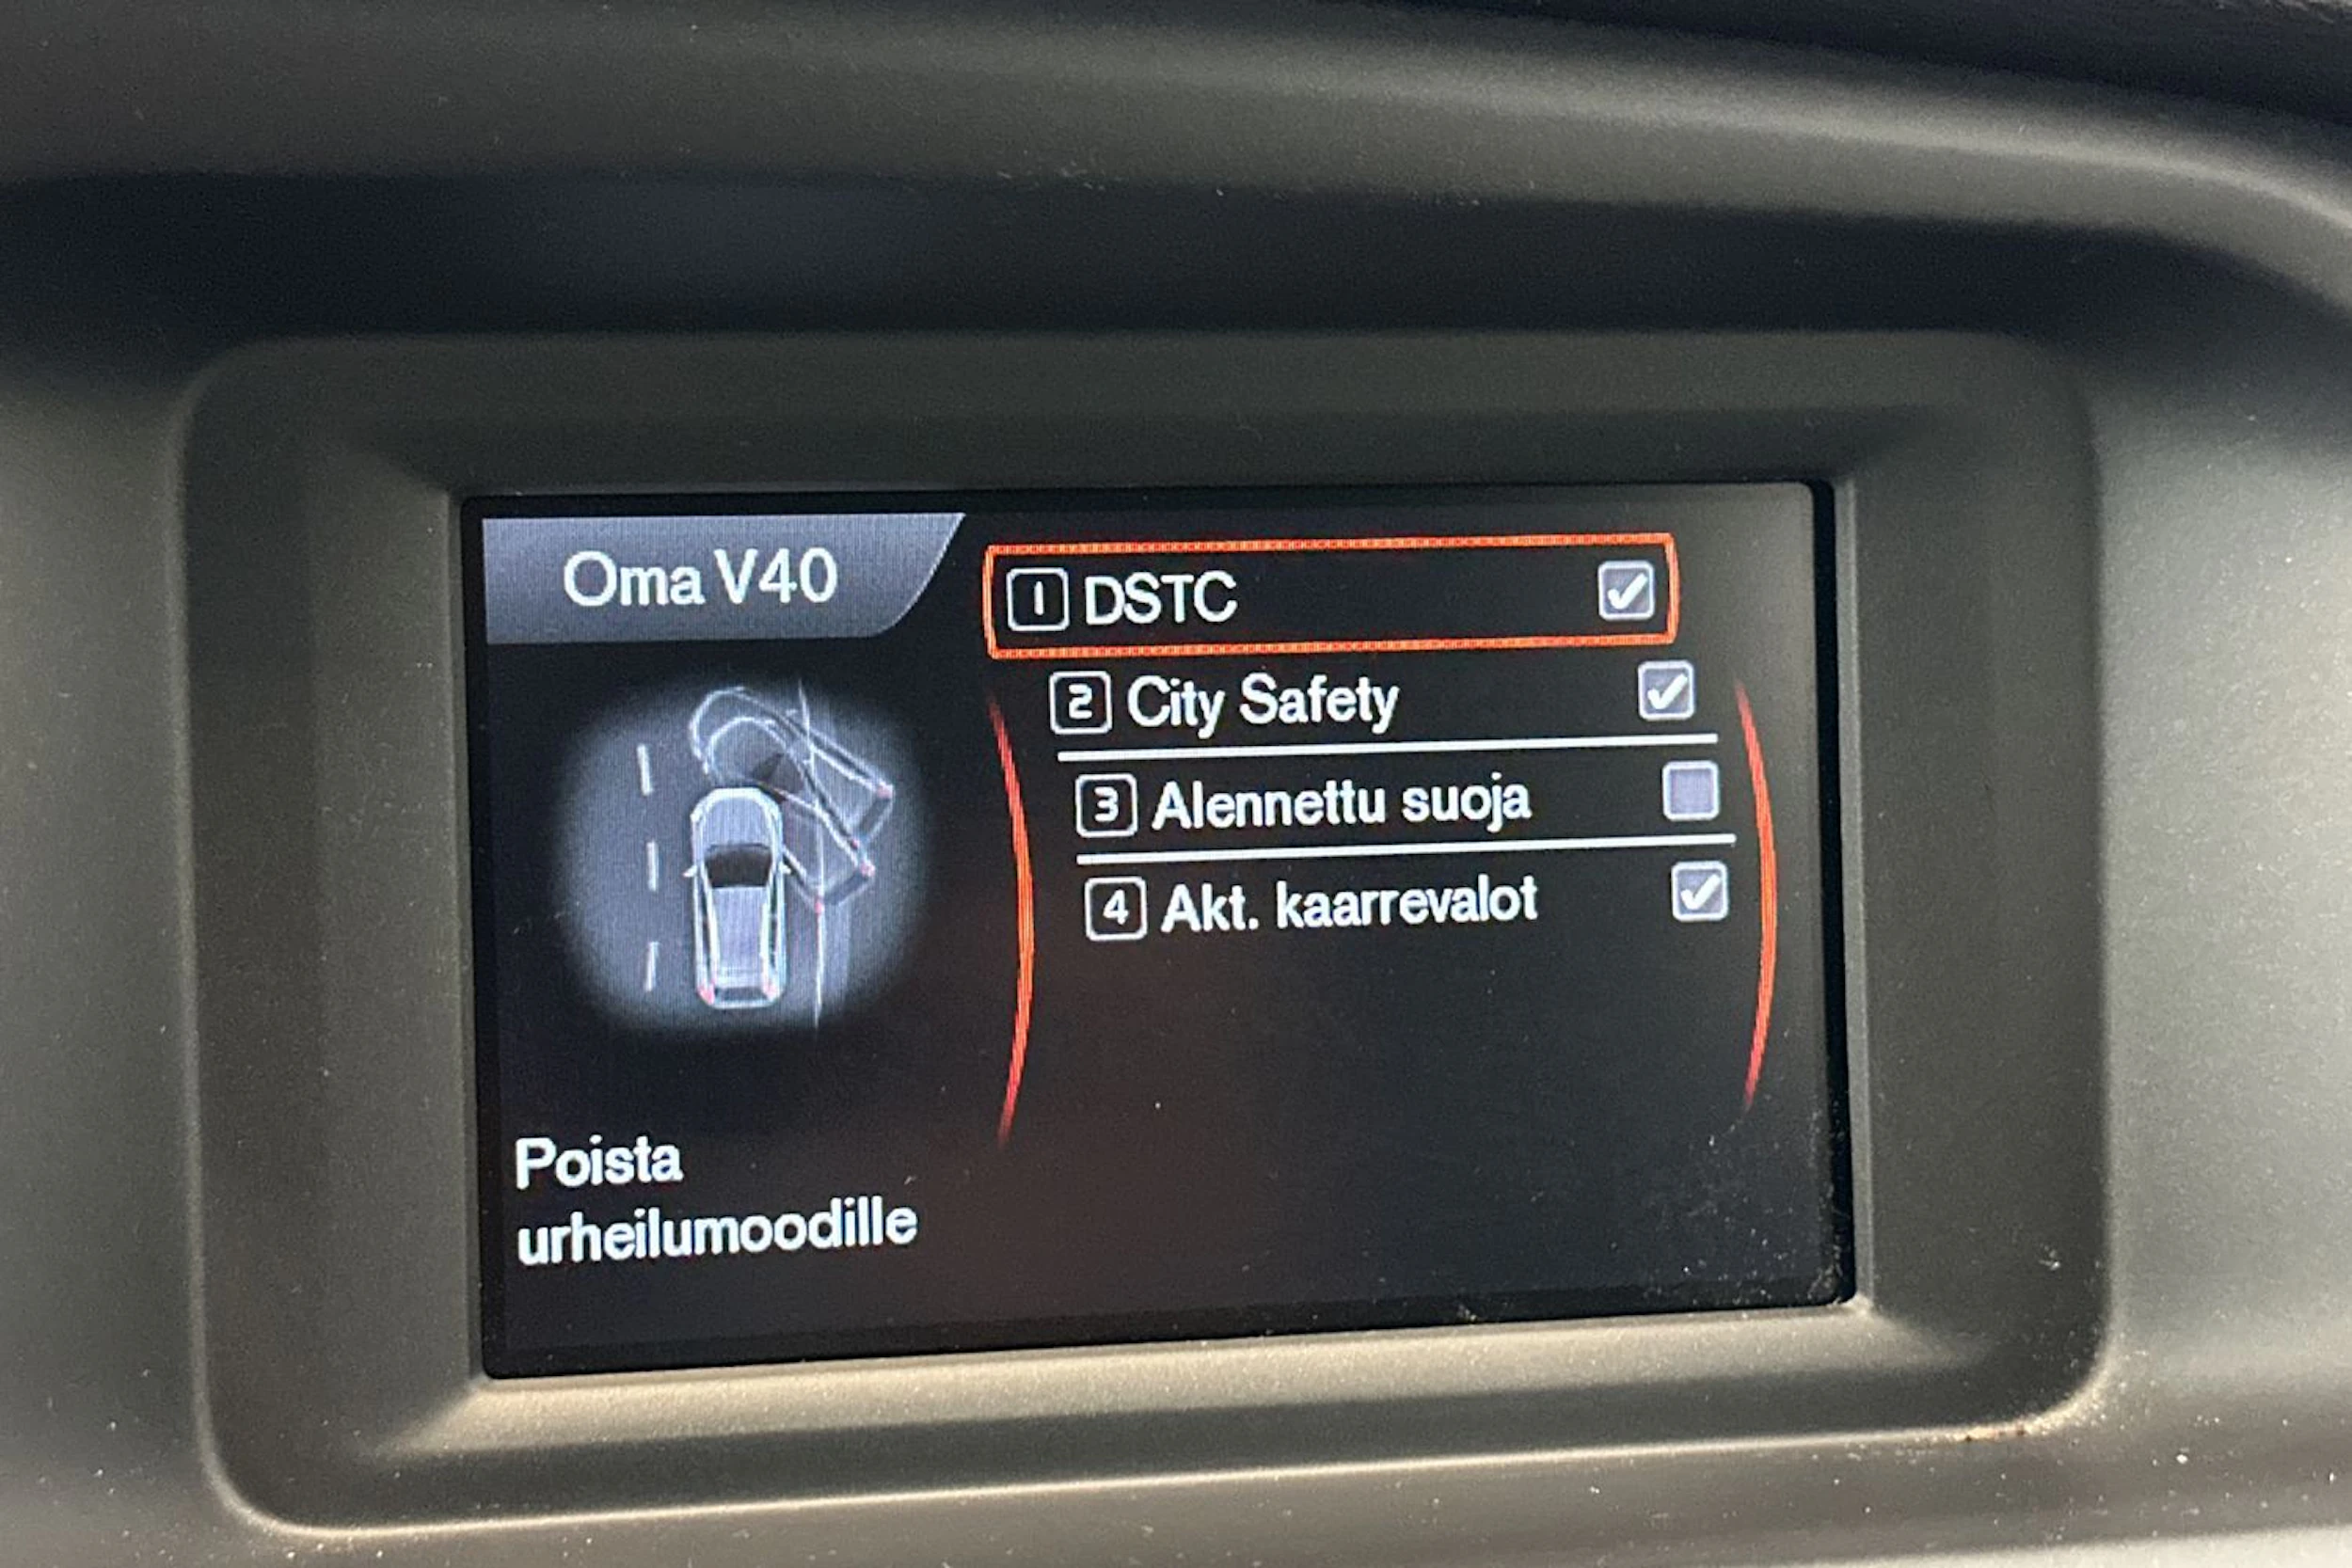 Oma V40
1 DSTC
2 City Safety
3 Alennettu suoja
4 Akt. kaarrevalot
Poista
urheilumoodille